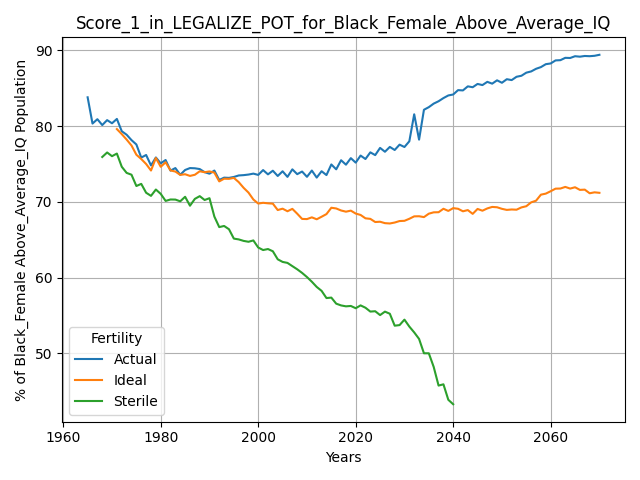 Score_1_in_LEGALIZE_POT_for_Black_Female_Above_Average_IQ
% of Black_Female Above_Average_IQ Population
90
80
70
60
50
Fertility
Actual
Ideal
Sterile
1960 1980 2000 2020 2040 2060
Years